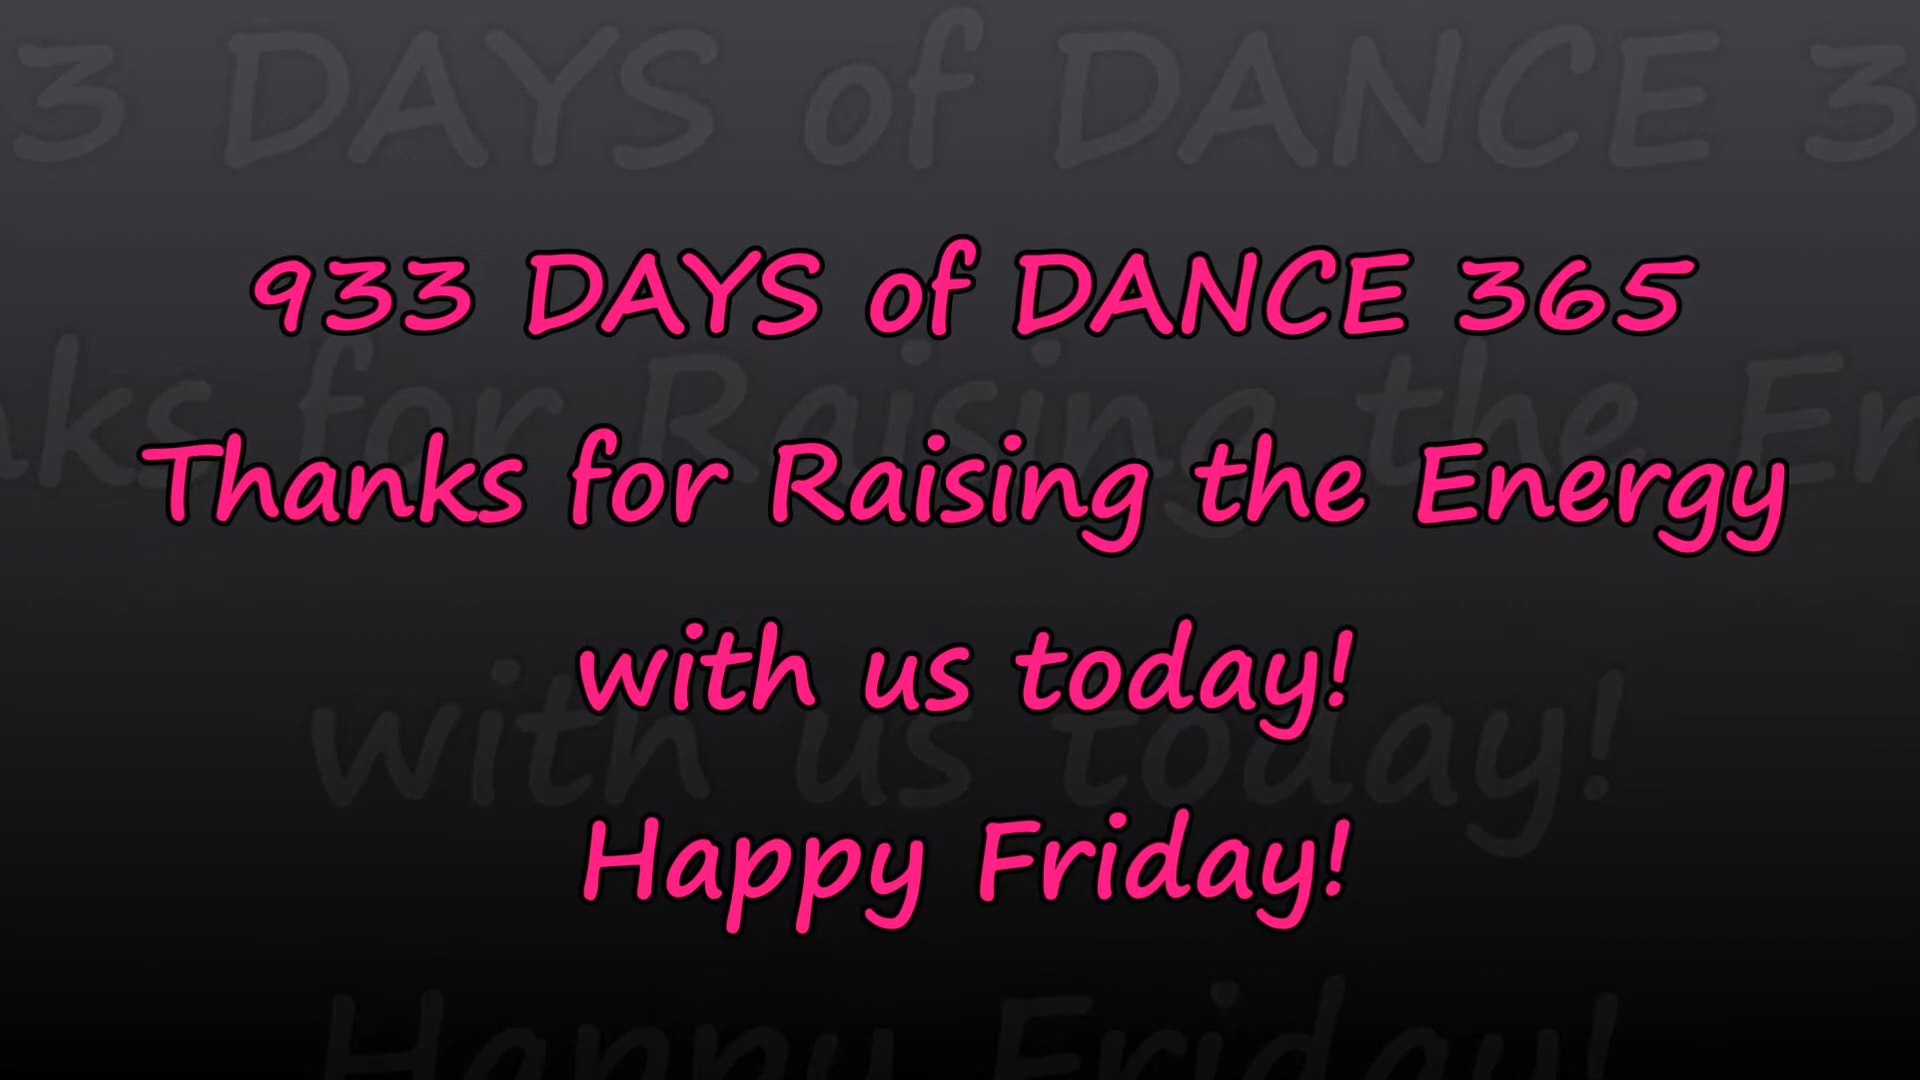 933 DAYS of DANCE 365
Thanks for Raising the Energy
with us today!
Happy Friday!